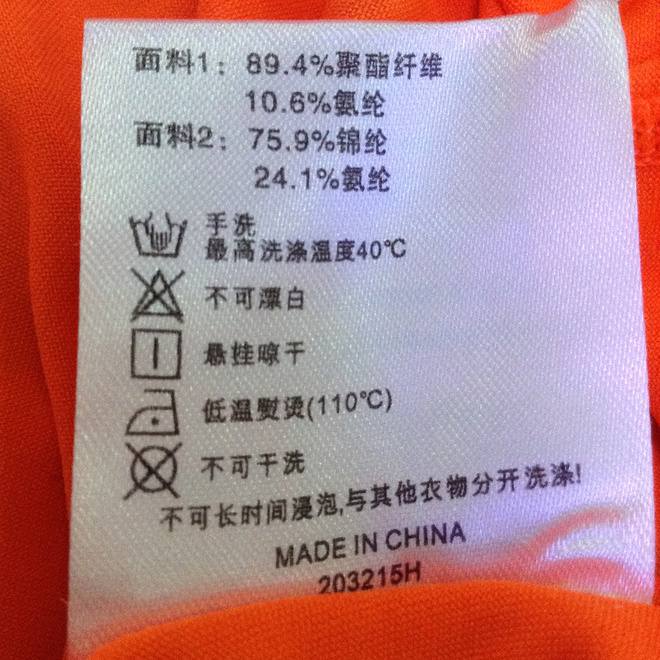 面料1：89.4%聚酯纤维
10.6%氨纶
面料2：75.9%锦纶
24.1%氨纶
手洗
最高洗涤温度40℃
不可漂白
悬挂晾干
低温熨烫(110℃)
不可干洗
不可长时间浸泡,与其他衣物分开洗涤!
MADE IN CHINA
203215H